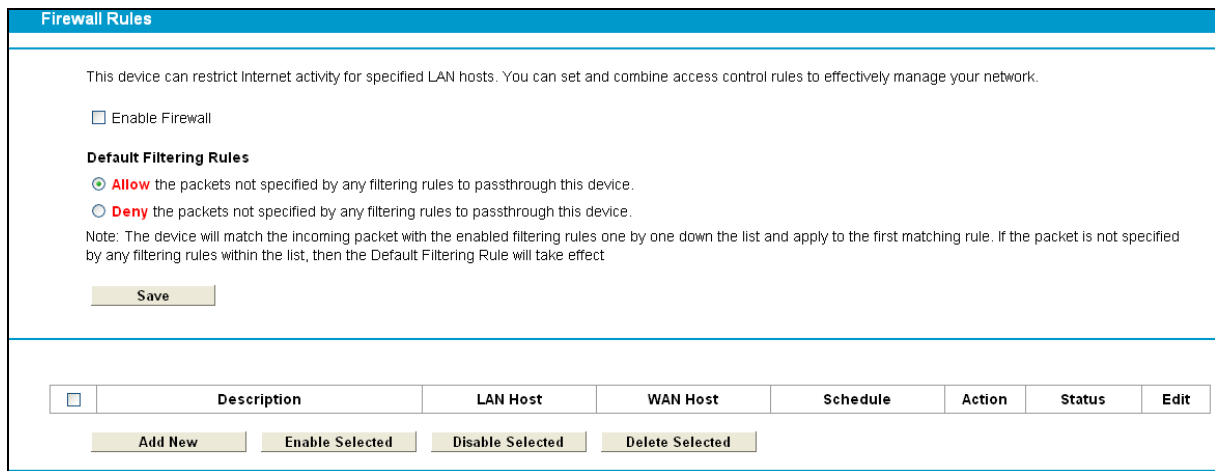 Firewall Rules
This device can restrict Internet activity for specified LAN hosts. You can set and combine access control rules to effectively manage your network.
Enable Firewall
Default Filtering Rules
Allow the packets not specified by any filtering rules to passthrough this device.
Deny the packets not specified by any filtering rules to passthrough this device.
Note: The device will match the incoming packet with the enabled filtering rules one by one down the list and apply to the first matching rule. If the packet is not specified
by any filtering rules within the list, then the Default Filtering Rule will take effect
Save
Description LAN Host WAN Host Schedule Action Status Edit
Add New Enable Selected Disable Selected Delete Selected